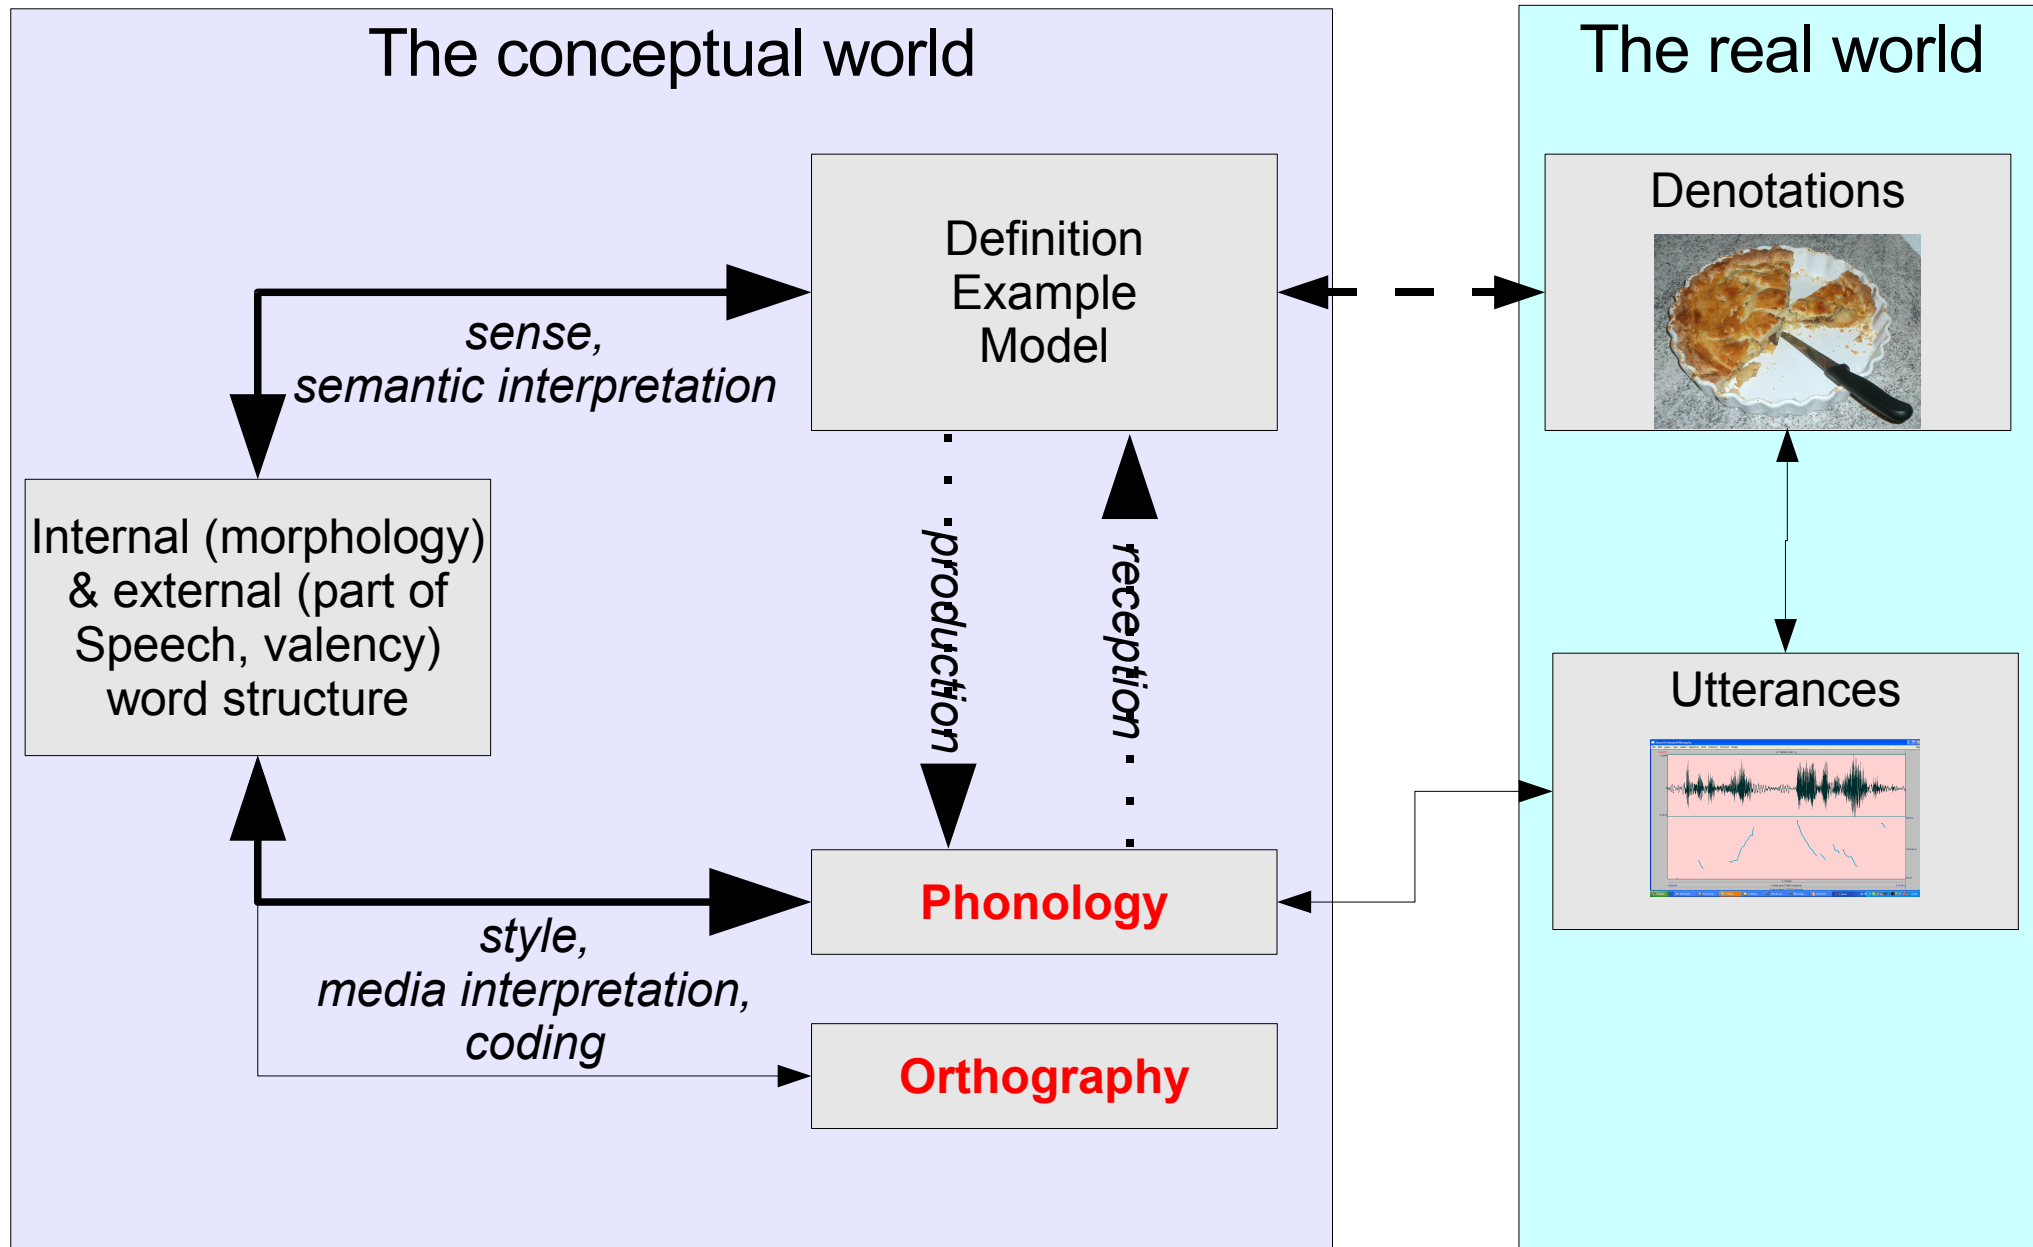 The conceptual world
The real world
Definition
Example
Model
Denotations
sense,
semantic interpretation
Internal (morphology)
& external (part of
Speech, valency)
word structure
production
reception
Utterances
Phonology
style,
media interpretation,
coding
Orthography